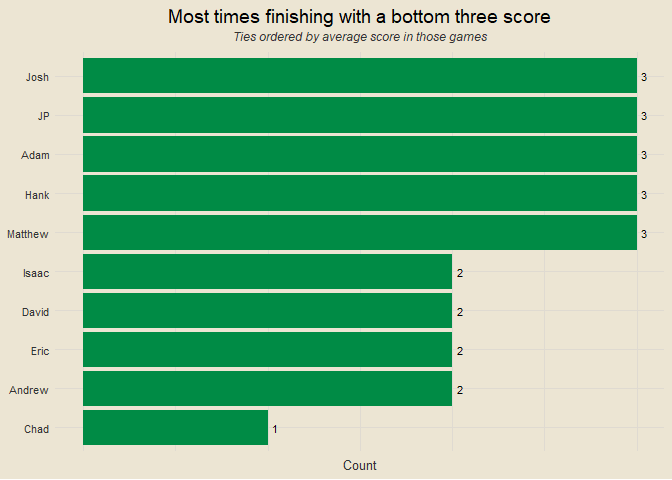 Most times finishing with a bottom three score
Ties ordered by average score in those games
Josh 3
JP 3
Adam 3
Hank 3
Matthew 3
Isaac 2
David 2
Eric 2
Andrew 2
Chad 1
Count